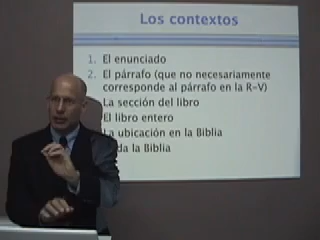 Los contextos
1. El enunciado
2. El párrafo (que no necesariamente
corresponde al párrafo en la R-V)
La sección del libro
El libro entero
La ubicación en la Biblia
da la Biblia